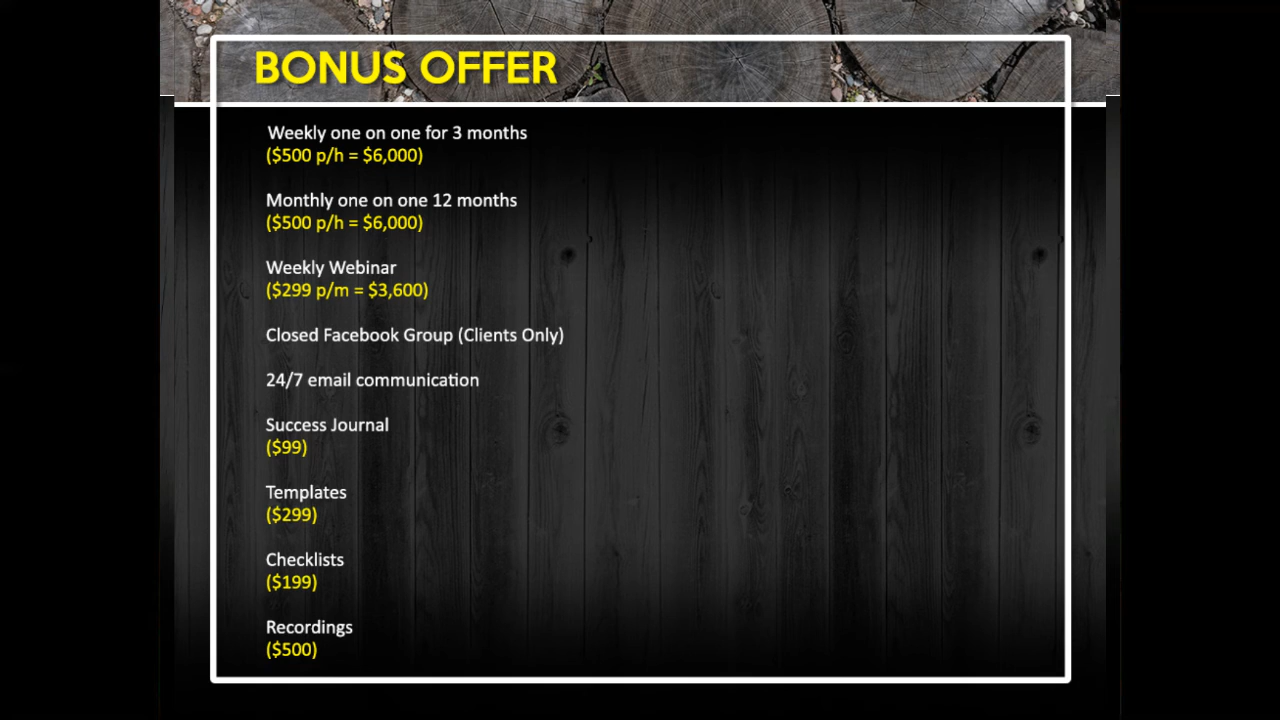 BONUS OFFER
Weekly one on one for 3 months
($500 p/h = $6,000)
Monthly one on one 12 months
($500 p/h = $6,000)
Weekly Webinar
($299 p/m = $3,600)
Closed Facebook Group (Clients Only)
24/7 email communication
Success Journal
($99)
Templates
($299)
Checklists
($199)
Recordings
($500)